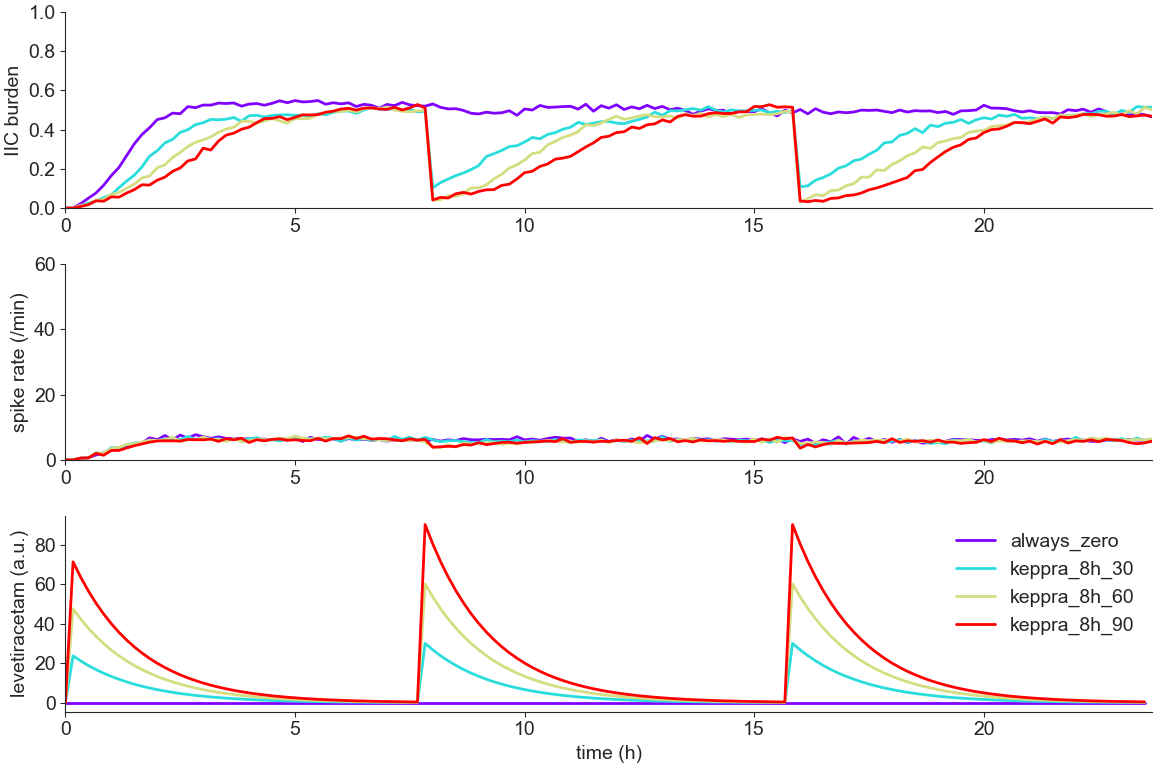 IIC burden
1.0
0.8
0.6
0.4
0.2
0.0
0 5 10 15 20
spike rate (/min)
60
40
20
0
0 5 10 15 20
levetiracetam (a.u.)
80
60
40
20
0
always_zero
keppra_8h_30
keppra_8h_60
keppra_8h_90
0 5 10 15 20
time (h)